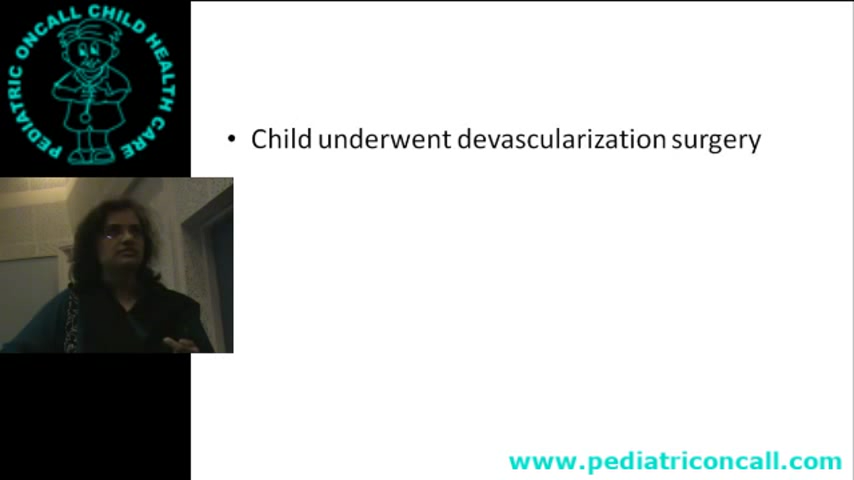 PEDIATRIC ONCALL CHILD HEALTH CARE
• Child underwent devascularization surgery
www.pediatriconcall.com